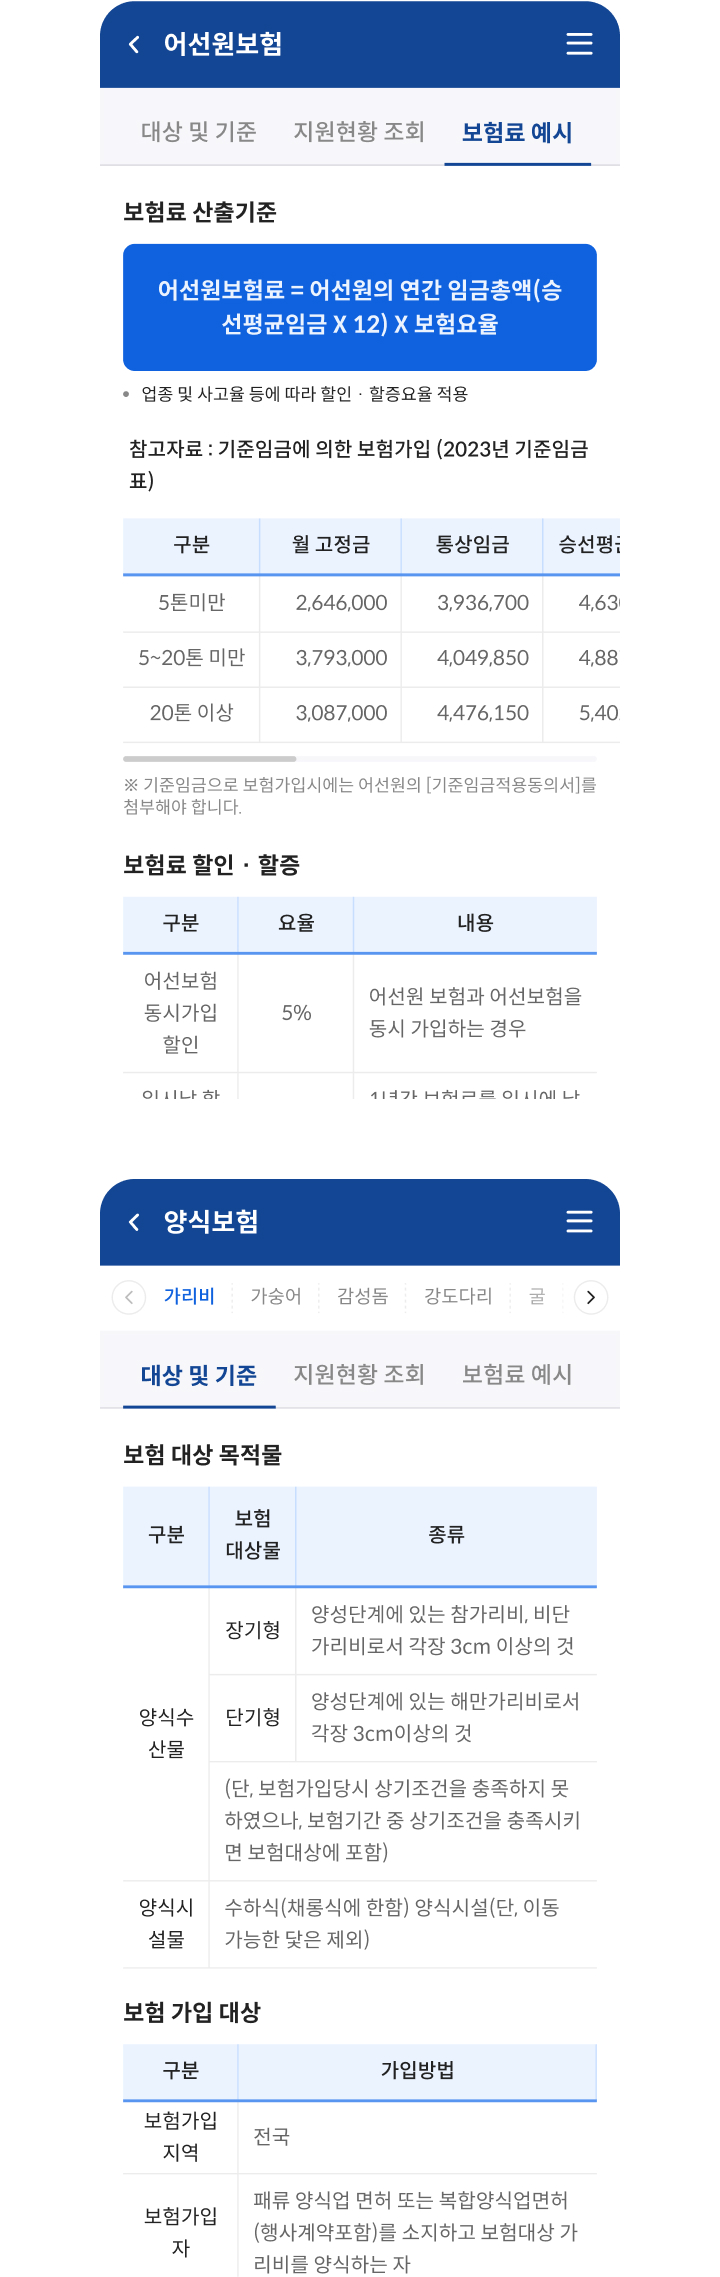 어선원보험
대상 및 기준 지원현황 조회 보험료 예시
보험료 산출기준
어선원보험료 = 어선원의 연간 임금총액(승
선평균임금 X 12) X 보험요율
• 업종 및 사고율 등에 따라 할인 · 할증요율 적용
참고자료 : 기준임금에 의한 보험가입 (2023년 기준임금
표)
구분 월 고정금 통상임금
5톤미만 2,646,000 3,936,700
5~20톤 미만 3,793,000 4,049,850
20톤 이상 3,087,000 4,476,150
※ 기준임금으로 보험가입시에는 어선원의 [기준임금적용동의서]를
첨부해야 합니다.
보험료 할인 · 할증
구분 요율 내용
어선보험
동시가입
할인
5%
어선원 보험과 어선보험을
동시 가입하는 경우
양식보험
가리비 가숭어 감성돔 강도다리 굴
대상 및 기준 지원현황 조회 보험료 예시
보험 대상 목적물
구분
보험
대상물
종류
양식수
산물
장기형
양성단계에 있는 참가리비, 비단
가리비로서 각장 3cm 이상의 것
단기형
양성단계에 있는 해만가리비로서
각장 3cm이상의 것
(단, 보험가입당시 상기조건을 충족하지 못
하였으나, 보험기간 중 상기조건을 충족시키
면 보험대상에 포함)
양식시
설물
수하식(채롱식에 한함) 양식시설(단, 이동
가능한 닻은 제외)
보험 가입 대상
구분 가입방법
보험가입
지역
전국
보험가입
자
패류 양식업 면허 또는 복합양식업면허
(행사계약포함)를 소지하고 보험대상 가
리비를 양식하는 자